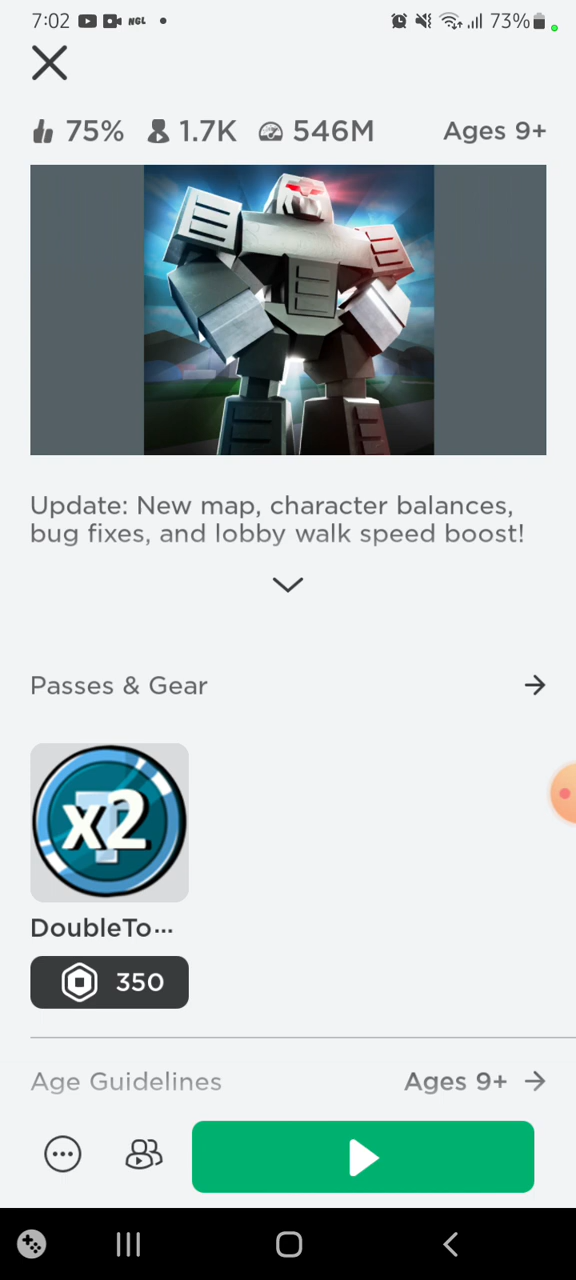 7:02 NGL 73%
75% 1.7K 546M Ages 9+
Update: New map, character balances,
bug fixes, and lobby walk speed boost!
Passes & Gear
x2
DoubleTo...
350
Age Guidelines Ages 9+